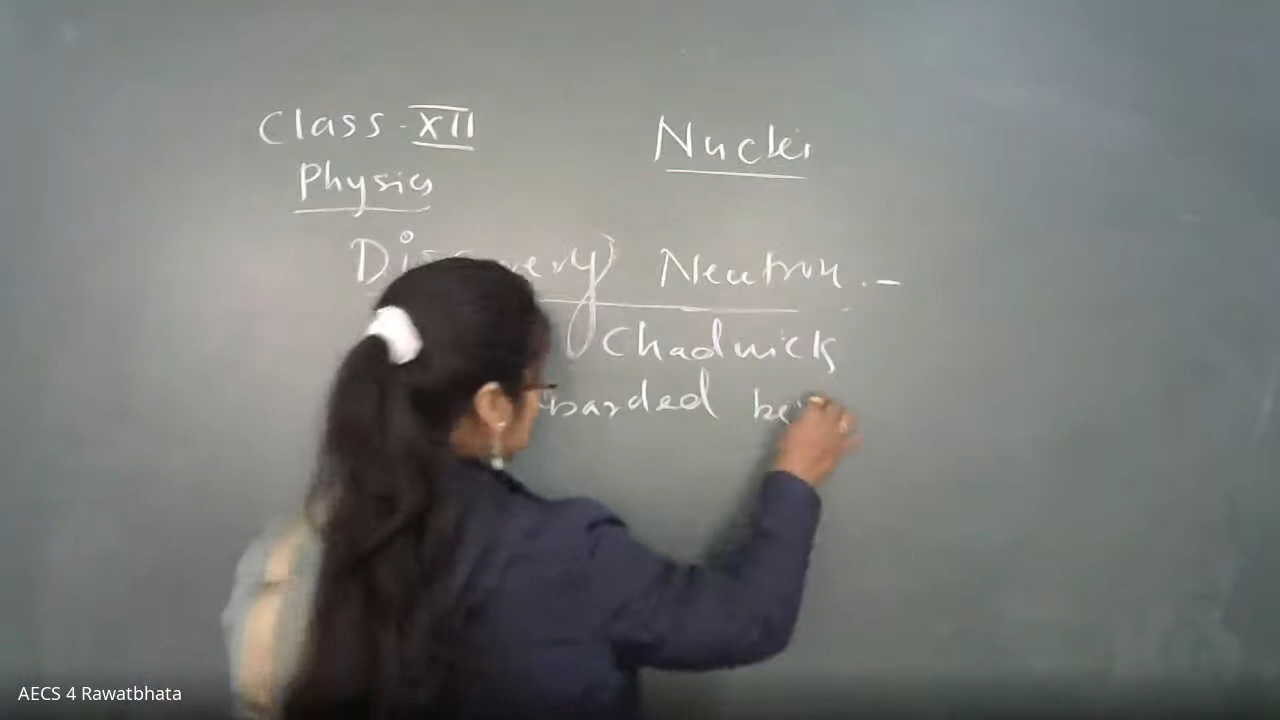 Class - XII
Nuclei
Physics
Neutron . -
Chadwick
AECS 4 Rawatbhata